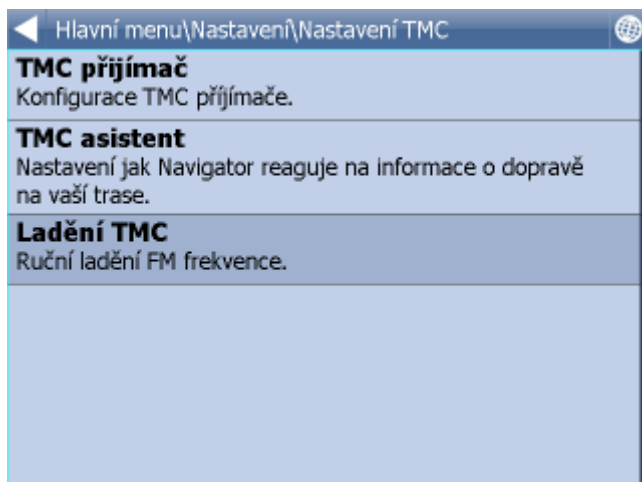 Hlavní menu\Nastavení\Nastavení TMC
TMC přijímač
Konfigurace TMC příjímače.
TMC asistent
Nastavení jak Navigator reaguje na informace o dopravě
na vaší trase.
Ladění TMC
Ruční ladění FM frekvence.